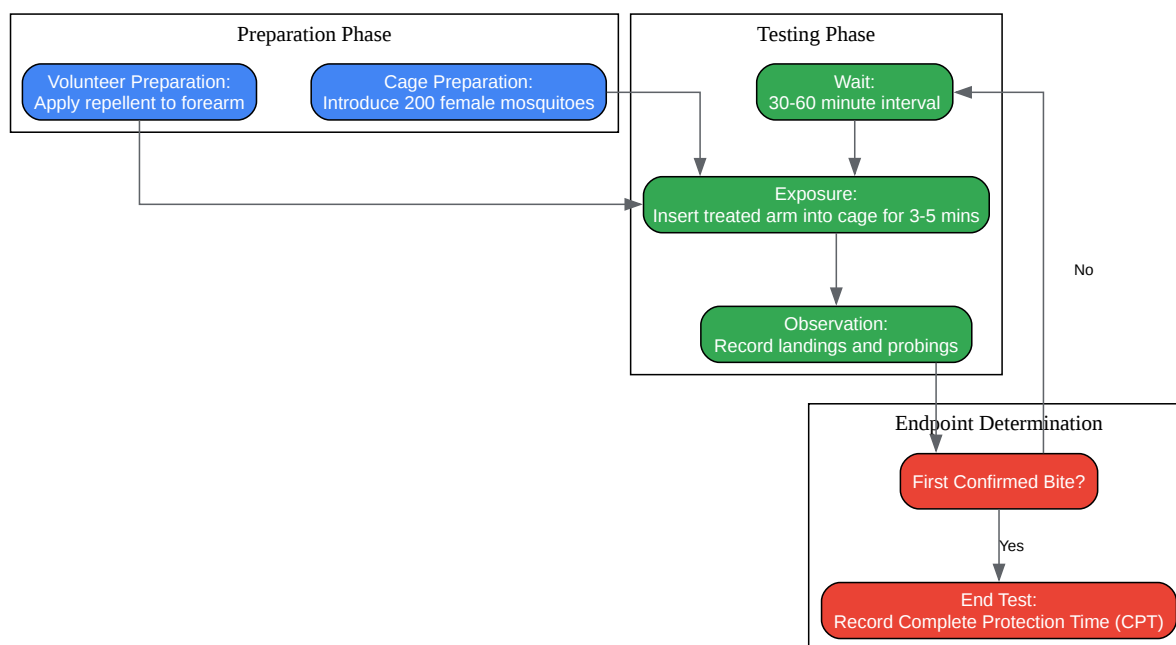 Preparation Phase
Volunteer Preparation:
Apply repellent to forearm
Cage Preparation:
Introduce 200 female mosquitoes
Testing Phase
Wait:
30-60 minute interval
Exposure:
Insert treated arm into cage for 3-5 mins
Observation:
Record landings and probings
No
Endpoint Determination
First Confirmed Bite?
Yes
End Test:
Record Complete Protection Time (CPT)